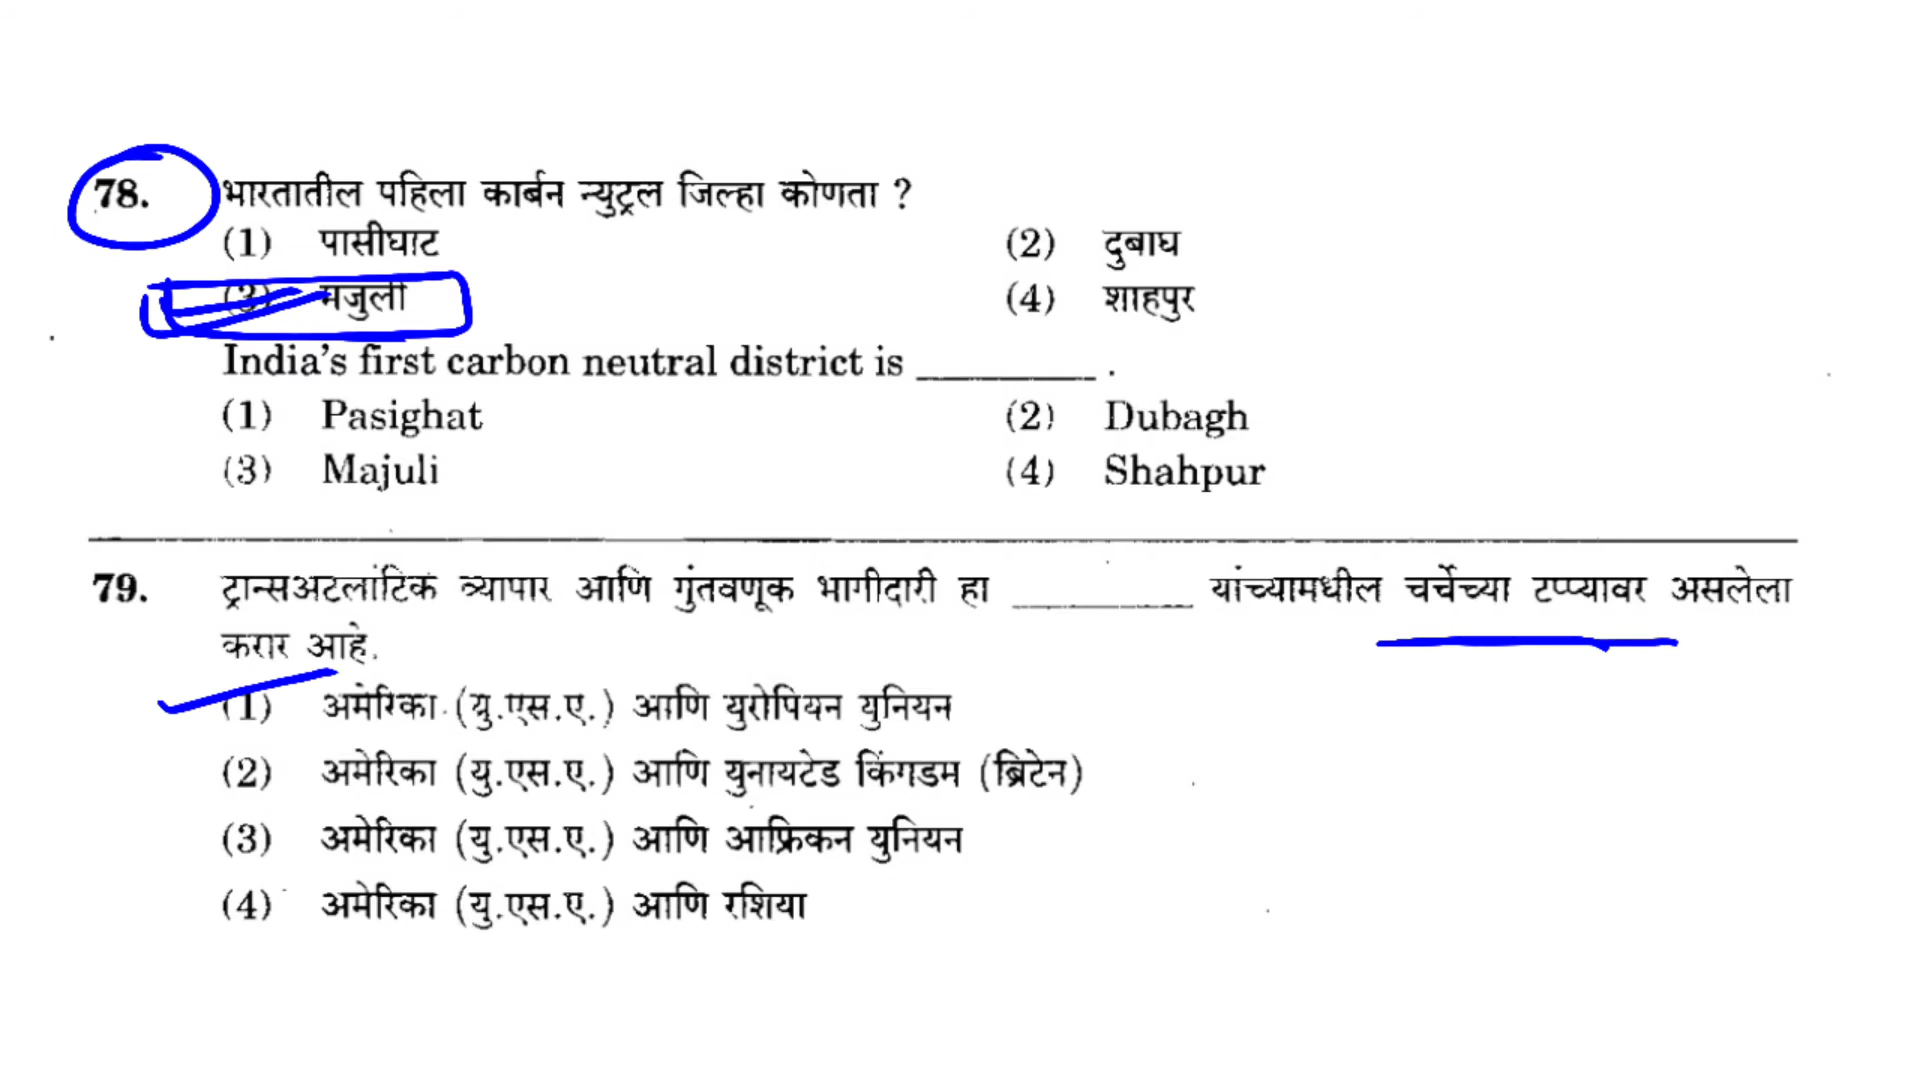 78. भारतातील पहिला कार्बन न्युट्रल जिल्हा कोणता ?
(1) पासीघाट (2) दुबाघ
(3) मजुली (4) शाहपुर
India's first carbon neutral district is ________ .
(1) Pasighat (2) Dubagh
(3) Majuli (4) Shahpur
79. ट्रान्सअटलांटिक व्यापार आणि गुंतवणूक भागीदारी हा ________ यांच्यामधील चर्चेच्या टप्प्यावर असलेला
करार आहे.
(1) अमेरिका (यु.एस.ए.) आणि युरोपियन युनियन
(2) अमेरिका (यु.एस.ए.) आणि युनायटेड किंगडम (ब्रिटेन)
(3) अमेरिका (यु.एस.ए.) आणि आफ्रिकन युनियन
(4) अमेरिका (यु.एस.ए.) आणि रशिया